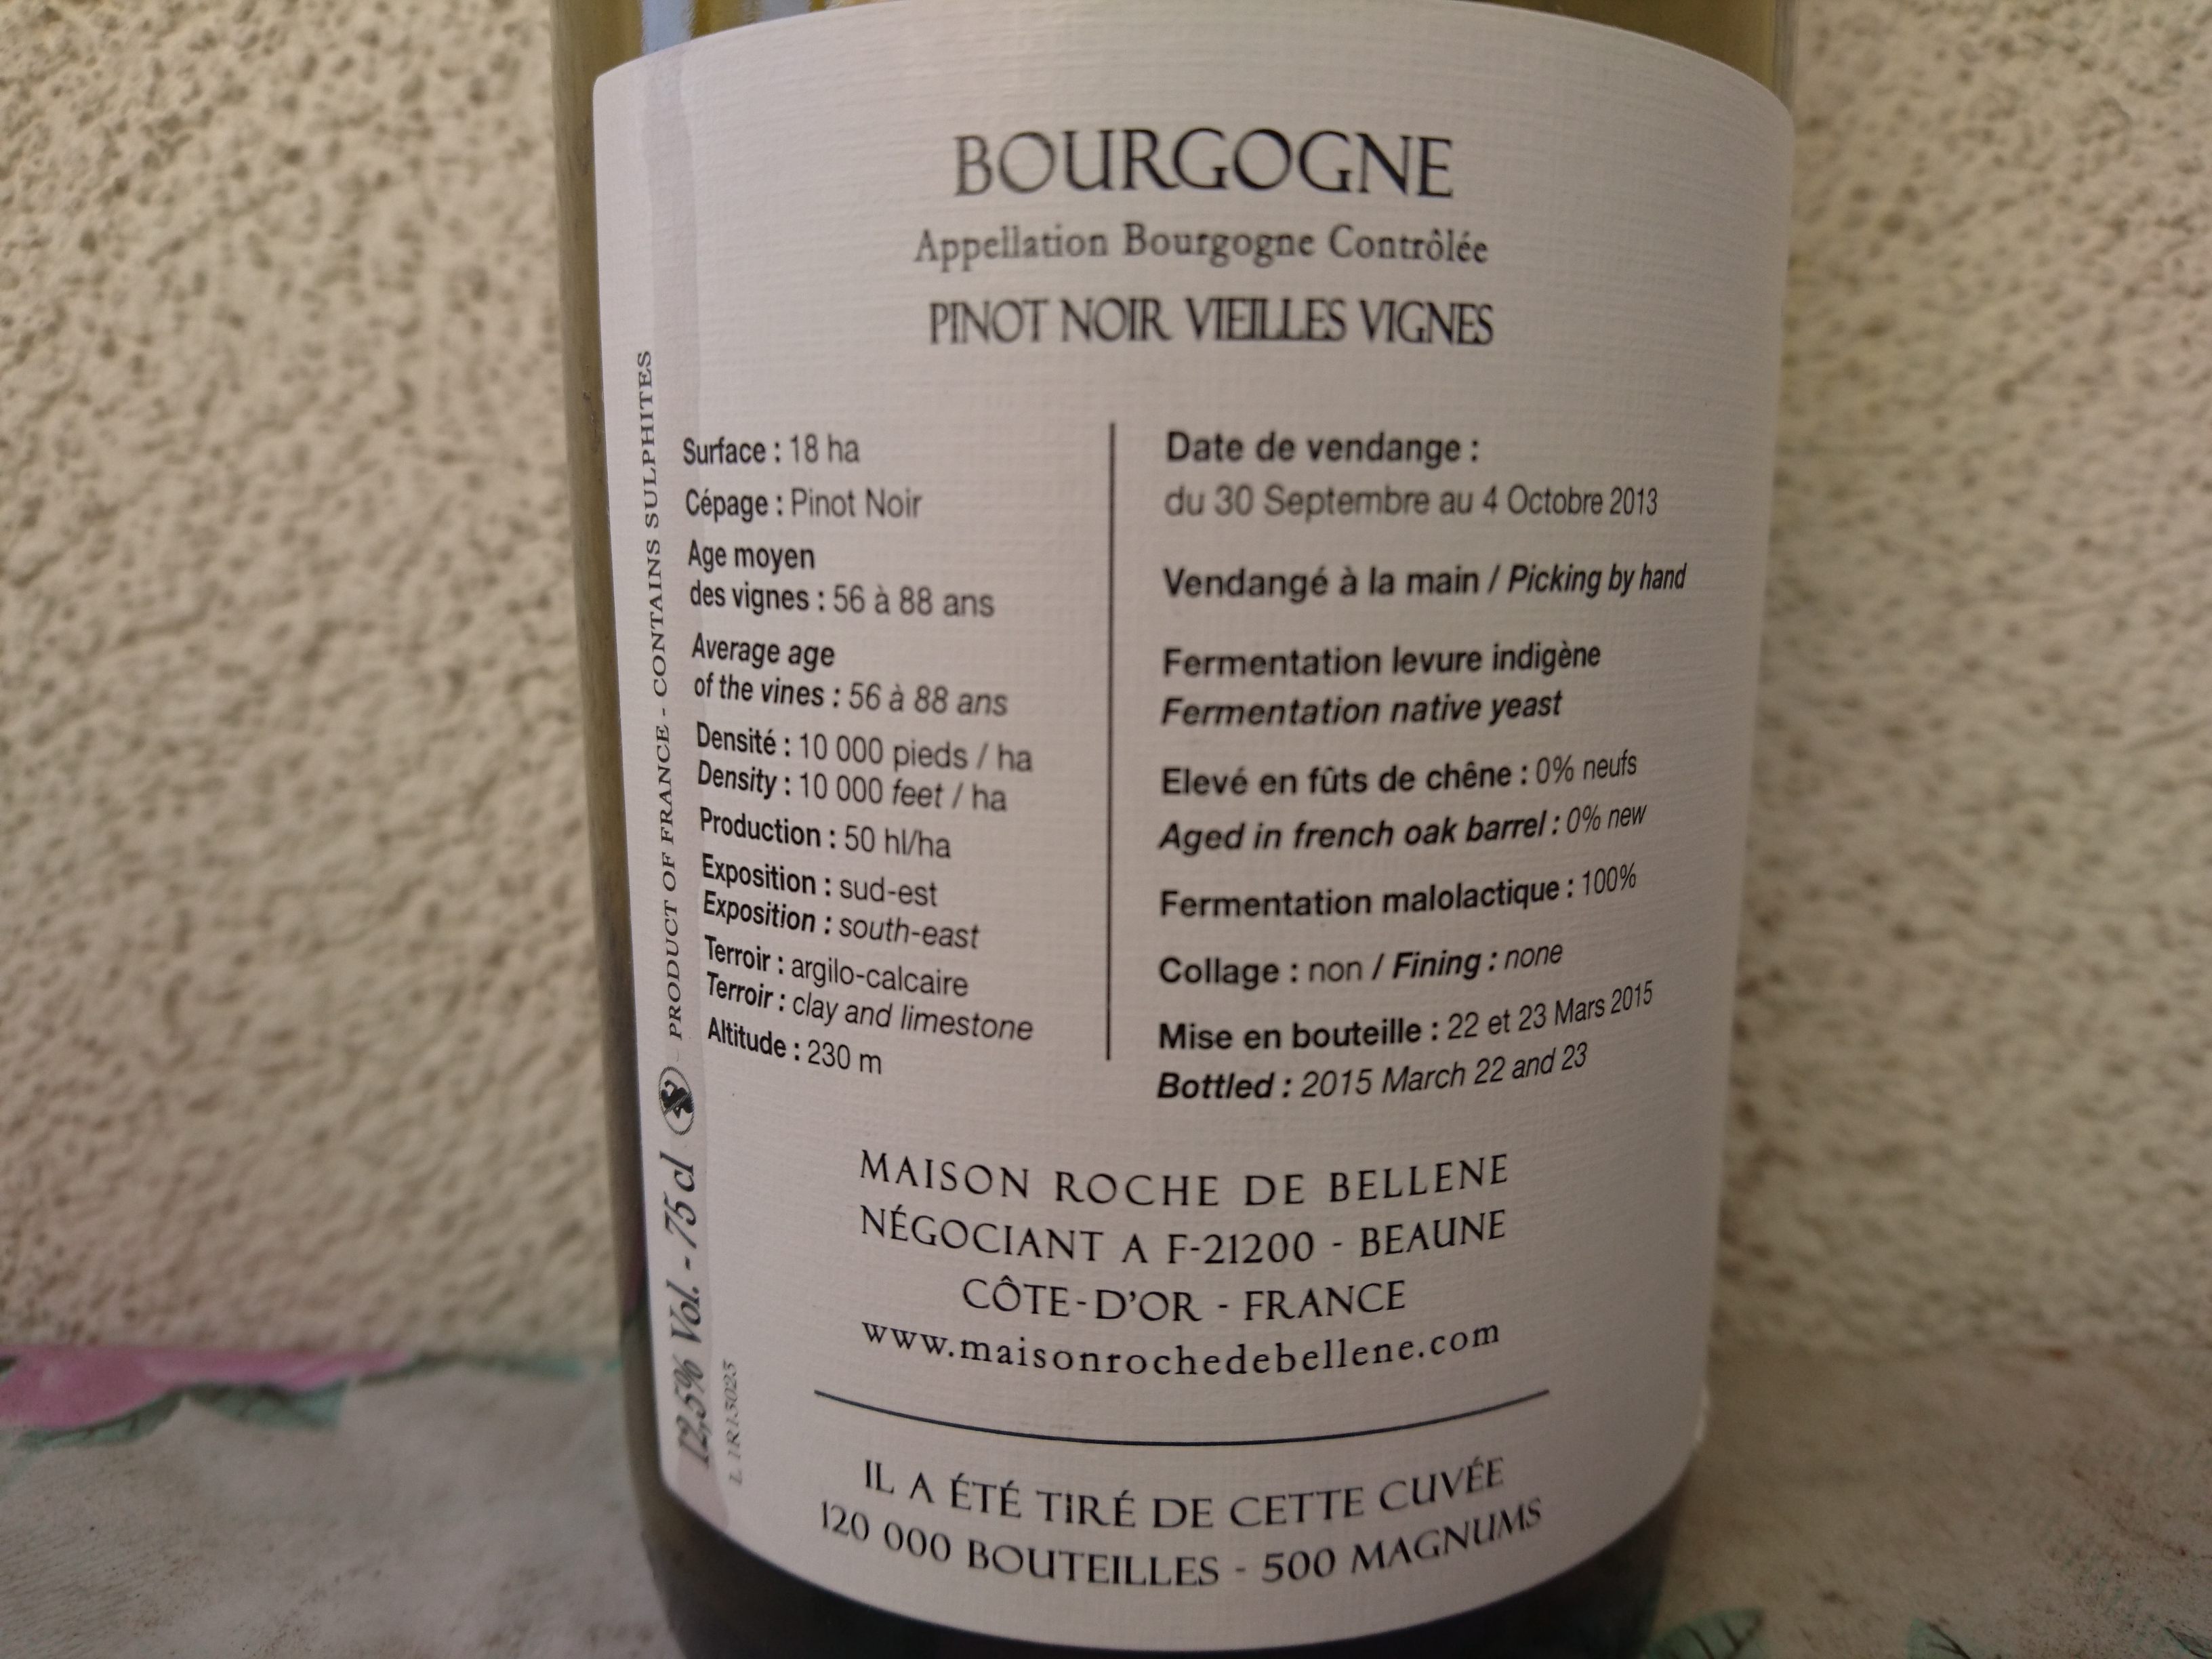 BOURGOGNE
Appellation Bourgogne Contrôlée
PINOT NOIR VIEILLES VIGNES
Surface : 18 ha
Cépage : Pinot Noir
Age moyen
des vignes : 56 à 88 ans
Average age
of the vines : 56 à 88 ans
Densité : 10 000 pieds / ha
Density : 10 000 feet / ha
Production : 50 hl/ha
Exposition : sud-est
Exposition : south-east
Terroir : argilo-calcaire
Terroir : clay and limestone
Altitude : 230 m
Date de vendange :
du 30 Septembre au 4 Octobre 2013
Vendangé à la main / Picking by hand
Fermentation levure indigène
Fermentation native yeast
Elevé en fûts de chêne : 0% neufs
Aged in french oak barrel : 0% new
Fermentation malolactique : 100%
Collage : non / Fining : none
Mise en bouteille : 22 et 23 Mars 2015
Bottled : 2015 March 22 and 23
MAISON ROCHE DE BELLENE
NÉGOCIANT A F-21200 - BEAUNE
CÔTE-D'OR - FRANCE
www.maisonrochedebellene.com
IL A ÉTÉ TIRÉ DE CETTE CUVÉE
120 000 BOUTEILLES - 500 MAGNUMS
12,5% Vol. - 75 cl - PRODUCT OF FRANCE - CONTAINS SULPHITES